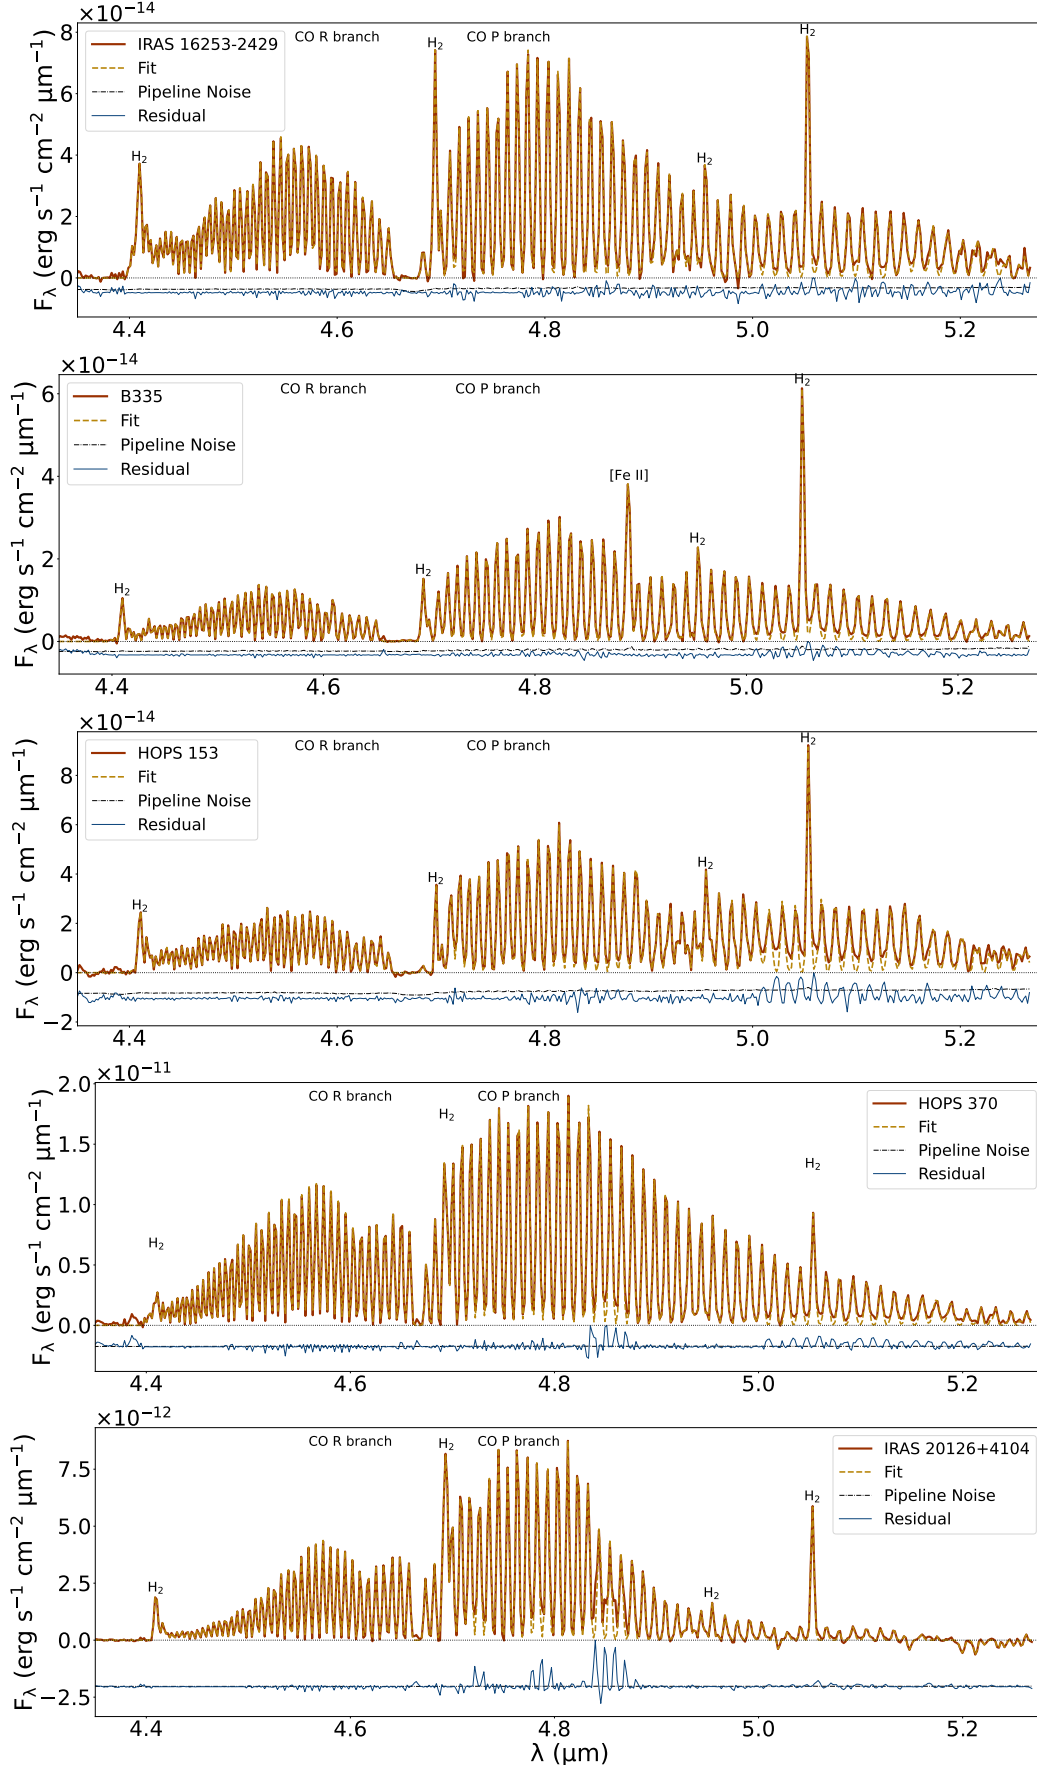 ×10⁻¹⁴
F_λ (erg s⁻¹ cm⁻² μm⁻¹)
IRAS 16253-2429
Fit
Pipeline Noise
Residual
CO R branch
CO P branch
H₂
H₂
H₂
H₂
8
6
4
2
0
4.4
4.6
4.8
5.0
5.2
×10⁻¹⁴
F_λ (erg s⁻¹ cm⁻² μm⁻¹)
B335
Fit
Pipeline Noise
Residual
CO R branch
CO P branch
H₂
H₂
[Fe II]
H₂
H₂
6
4
2
0
4.4
4.6
4.8
5.0
5.2
×10⁻¹⁴
F_λ (erg s⁻¹ cm⁻² μm⁻¹)
HOPS 153
Fit
Pipeline Noise
Residual
CO R branch
CO P branch
H₂
H₂
H₂
H₂
8
6
4
2
0
−2
4.4
4.6
4.8
5.0
5.2
×10⁻¹¹
F_λ (erg s⁻¹ cm⁻² μm⁻¹)
CO R branch
CO P branch
HOPS 370
Fit
Pipeline Noise
Residual
H₂
H₂
H₂
2.0
1.5
1.0
0.5
0.0
4.4
4.6
4.8
5.0
5.2
×10⁻¹²
F_λ (erg s⁻¹ cm⁻² μm⁻¹)
CO R branch
CO P branch
IRAS 20126+4104
Fit
Pipeline Noise
Residual
H₂
H₂
H₂
H₂
7.5
5.0
2.5
0.0
−2.5
4.4
4.6
4.8
5.0
5.2
λ (μm)